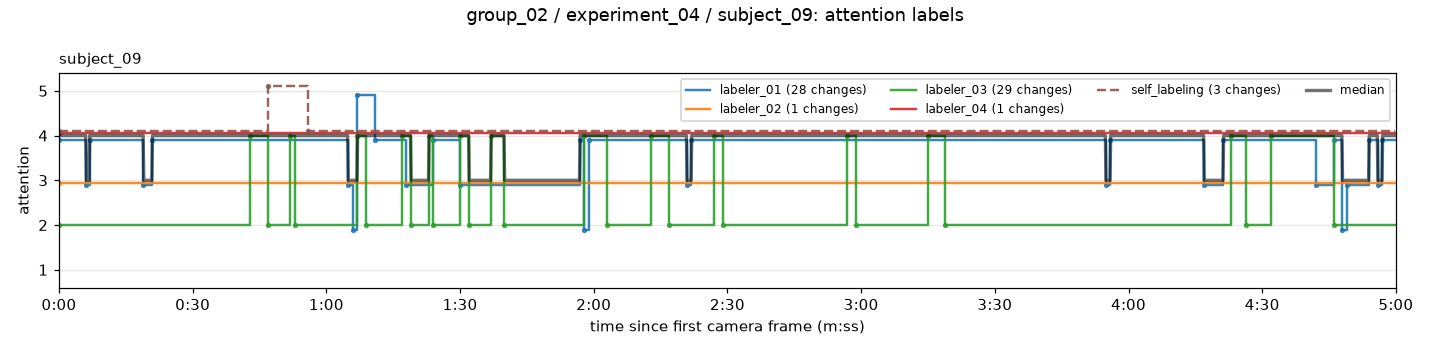 group_02 / experiment_04 / subject_09: attention labels
subject_09
labeler_01 (28 changes)
labeler_02 (1 changes)
labeler_03 (29 changes)
labeler_04 (1 changes)
self_labeling (3 changes)
median
attention
5
4
3
2
1
0:00 0:30 1:00 1:30 2:00 2:30 3:00 3:30 4:00 4:30 5:00
time since first camera frame (m:ss)